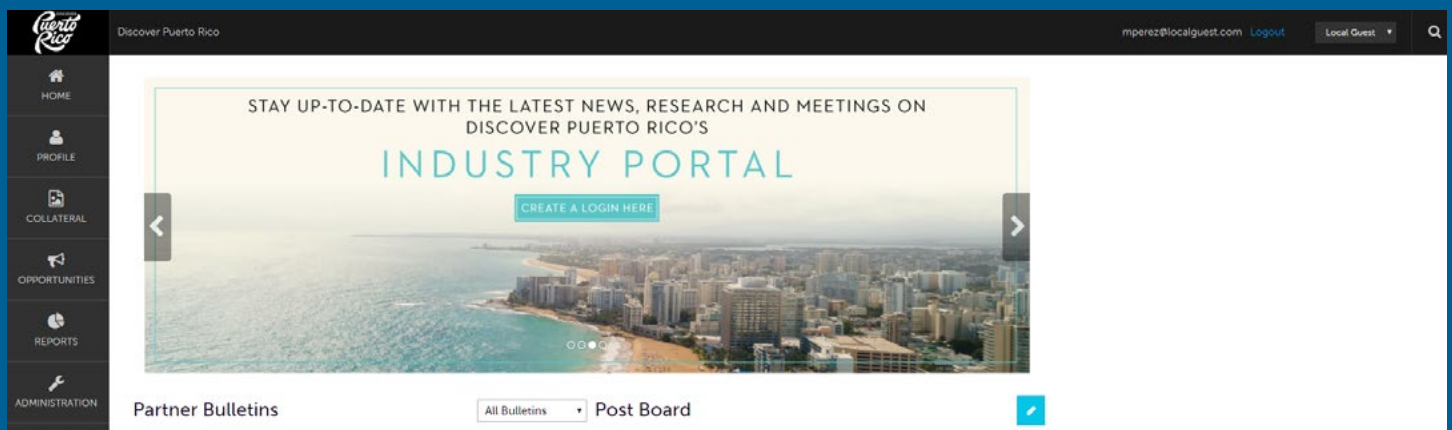 Puerto Rico
Discover Puerto Rico
mperez@localguest.com Logout
Local Guest
HOME
PROFILE
COLLATERAL
OPPORTUNITIES
REPORTS
ADMINISTRATION
STAY UP-TO-DATE WITH THE LATEST NEWS, RESEARCH AND MEETINGS ON
DISCOVER PUERTO RICO'S
INDUSTRY PORTAL
CREATE A LOGIN HERE
Partner Bulletins
All Bulletins
Post Board